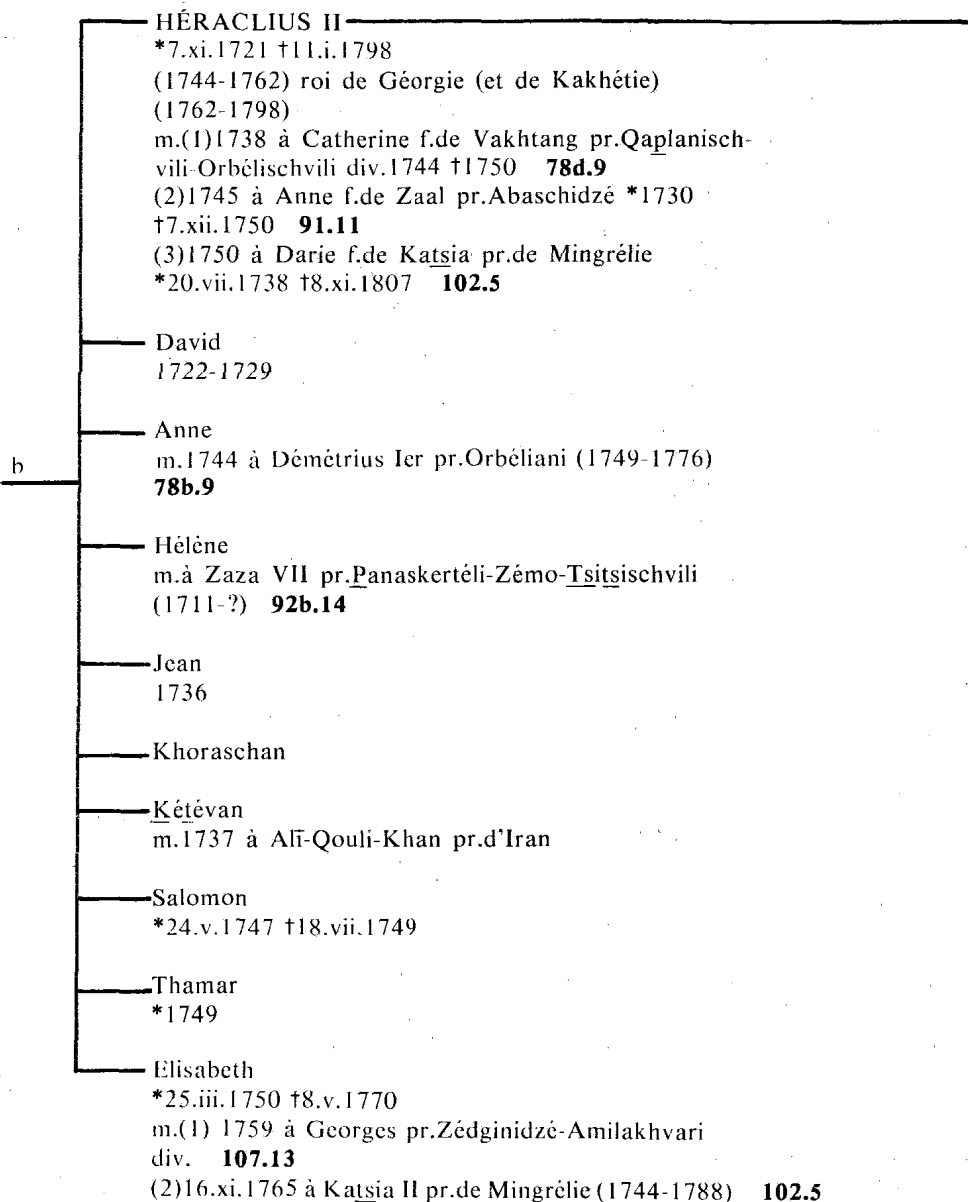 HÉRACLIUS II
*7.xi.1721 †11.i.1798
(1744-1762) roi de Géorgie (et de Kakhétie)
(1762-1798)
m.(1)1738 à Catherine f.de Vakhtang pr.Qaplanisch-
vili-Orbélischvili div.1744 †1750 78d.9
(2)1745 à Anne f.de Zaal pr.Abaschidzé *1730
†7.xii.1750 91.11
(3)1750 à Darie f.de Katsia pr.de Mingrélie
*20.vii.1738 †8.xi.1807 102.5
David
1722-1729
Anne
m.1744 à Démétrius Ier pr.Orbéliani (1749-1776)
78b.9
b
Hélène
m.à Zaza VII pr.Panaskertéli-Zémo-Tsitsischvili
(1711-?) 92b.14
Jean
1736
Khoraschan
Kétévan
m.1737 à Alī-Qouli-Khan pr.d'Iran
Salomon
*24.v.1747 †18.vii.1749
Thamar
*1749
Elisabeth
*25.iii.1750 †8.v.1770
m.(1) 1759 à Georges pr.Zédginidzé-Amilakhvari
div. 107.13
(2)16.xi.1765 à Katsia II pr.de Mingrélie (1744-1788) 102.5